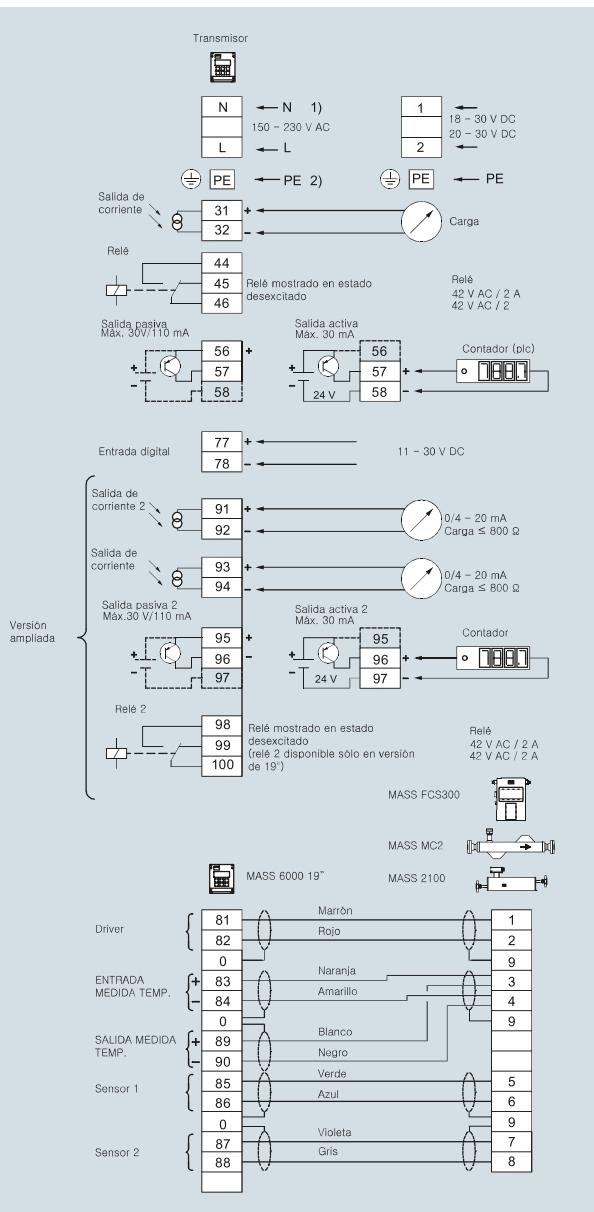 Transmisor
N
N 1)
150 - 230 V AC
L
L
1
18 - 30 V DC
20 - 30 V DC
2
PE
PE 2)
PE
PE
Salida de
corriente
31 +
32 -
Carga
Relé
44
45
46
Relé mostrado en estado
desexcitado
Relé
42 V AC / 2 A
42 V AC / 2
Salida pasiva
Máx. 30V/110 mA
+
-
56 +
57
58
Salida activa
Máx. 30 mA
+
-
24 V
56
57 +
58 -
Contador (plc)
Entrada digital
77 +
78 -
11 - 30 V DC
Versión
ampliada
Salida de
corriente 2
91 +
92 -
0/4 - 20 mA
Carga ≤ 800 Ω
Salida de
corriente
93 +
94 -
0/4 - 20 mA
Carga ≤ 800 Ω
Salida pasiva 2
Máx.30 V/110 mA
+
-
95 +
96 -
97
Salida activa 2
Máx. 30 mA
+
-
24 V
95
96 +
97 -
Contador
Relé 2
98
99
100
Relé mostrado en estado
desexcitado
(relé 2 disponible sólo en versión
de 19")
Relé
42 V AC / 2 A
42 V AC / 2 A
MASS FCS300
MASS MC2
MASS 2100
MASS 6000 19"
Driver
81
Marrón
1
82
Rojo
2
0
9
ENTRADA
MEDIDA TEMP.
+ 83
Naranja
3
- 84
Amarillo
4
0
9
SALIDA MEDIDA
TEMP.
+ 89
Blanco
- 90
Negro
Sensor 1
85
Verde
5
86
Azul
6
0
9
Sensor 2
87
Violeta
7
88
Gris
8